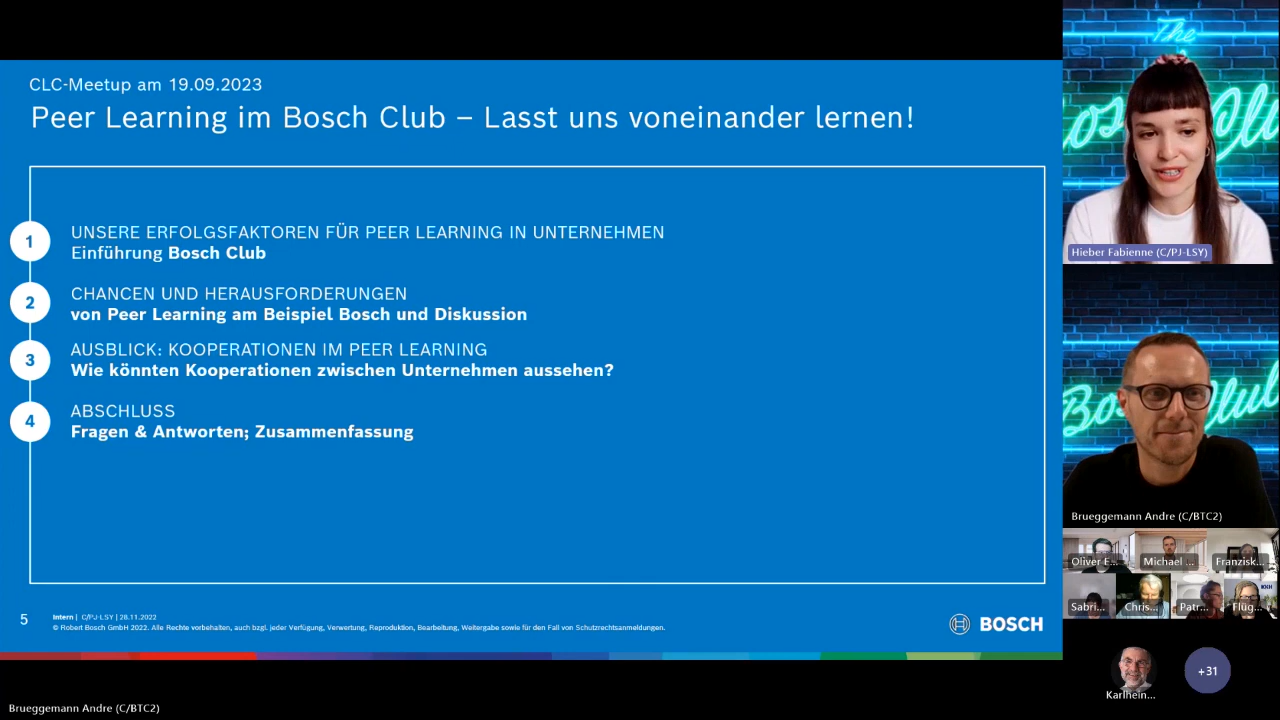 CLC-Meetup am 19.09.2023
Peer Learning im Bosch Club – Lasst uns voneinander lernen!
1
UNSERE ERFOLGSFAKTOREN FÜR PEER LEARNING IN UNTERNEHMEN
Einführung Bosch Club
2
CHANCEN UND HERAUSFORDERUNGEN
von Peer Learning am Beispiel Bosch und Diskussion
3
AUSBLICK: KOOPERATIONEN IM PEER LEARNING
Wie könnten Kooperationen zwischen Unternehmen aussehen?
4
ABSCHLUSS
Fragen & Antworten; Zusammenfassung
5
Intern | C/PJ-LSY | 28.11.2022
© Robert Bosch GmbH 2022. Alle Rechte vorbehalten, auch bzgl. jeder Verfügung, Verwertung, Reproduktion, Bearbeitung, Weitergabe sowie für den Fall von Schutzrechtsanmeldungen.
BOSCH
The
Hieber Fabienne (C/PJ-LSY)
Brueggemann Andre (C/BTC2)
Oliver E...
Michael ...
Franzisk...
Sabri...
Chris...
Patr...
Flüg...
Karlhein...
+31
Brueggemann Andre (C/BTC2)